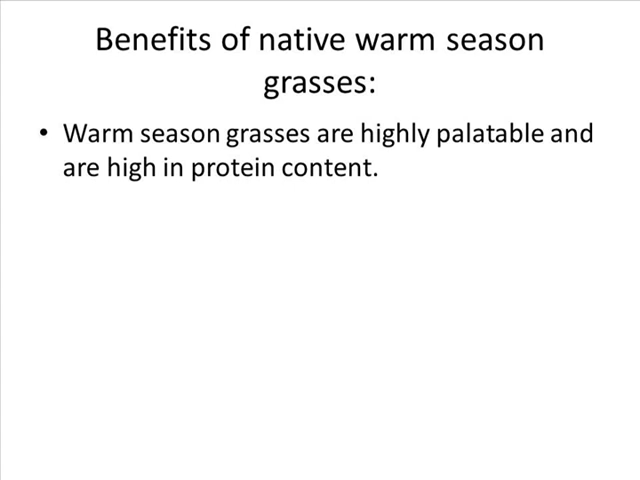 Benefits of native warm season
grasses:
• Warm season grasses are highly palatable and
are high in protein content.